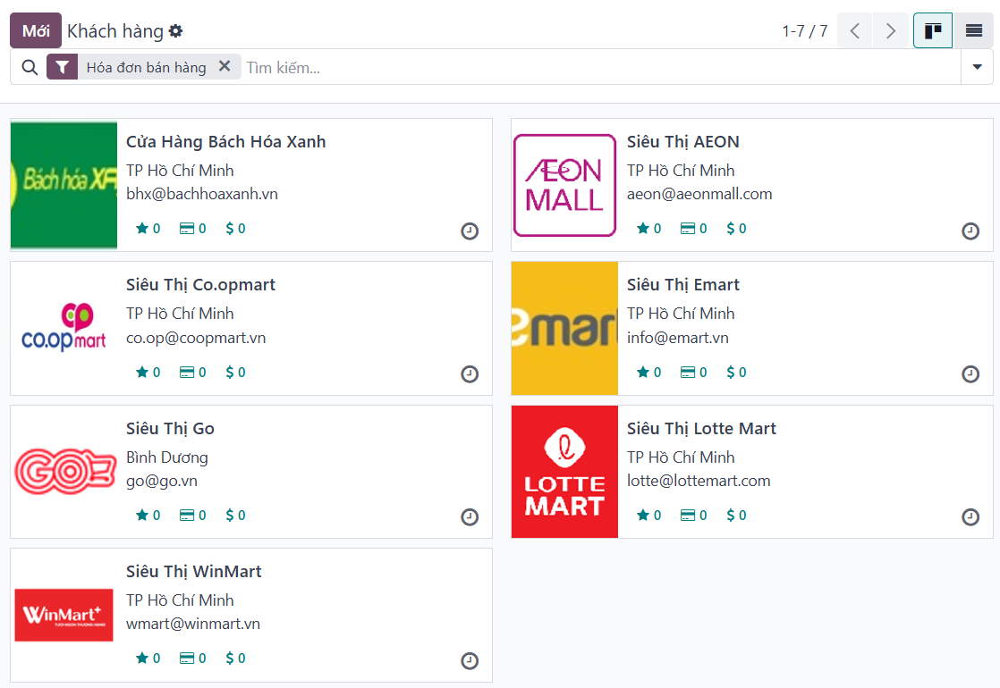 Mới Khách hàng 1-7 / 7
Hóa đơn bán hàng Tìm kiếm...
Bách hóa
Cửa Hàng Bách Hóa Xanh
TP Hồ Chí Minh
bhx@bachhoaxanh.vn
0 0 $ 0
ÆON
MALL
Siêu Thị AEON
TP Hồ Chí Minh
aeon@aeonmall.com
0 0 $ 0
co.opmart
Siêu Thị Co.opmart
TP Hồ Chí Minh
co.op@coopmart.vn
0 0 $ 0
emart
Siêu Thị Emart
TP Hồ Chí Minh
info@emart.vn
0 0 $ 0
GO!
Siêu Thị Go
Bình Dương
go@go.vn
0 0 $ 0
LOTTE
MART
Siêu Thị Lotte Mart
TP Hồ Chí Minh
lotte@lottemart.com
0 0 $ 0
WinMart+
Siêu Thị WinMart
TP Hồ Chí Minh
wmart@winmart.vn
0 0 $ 0